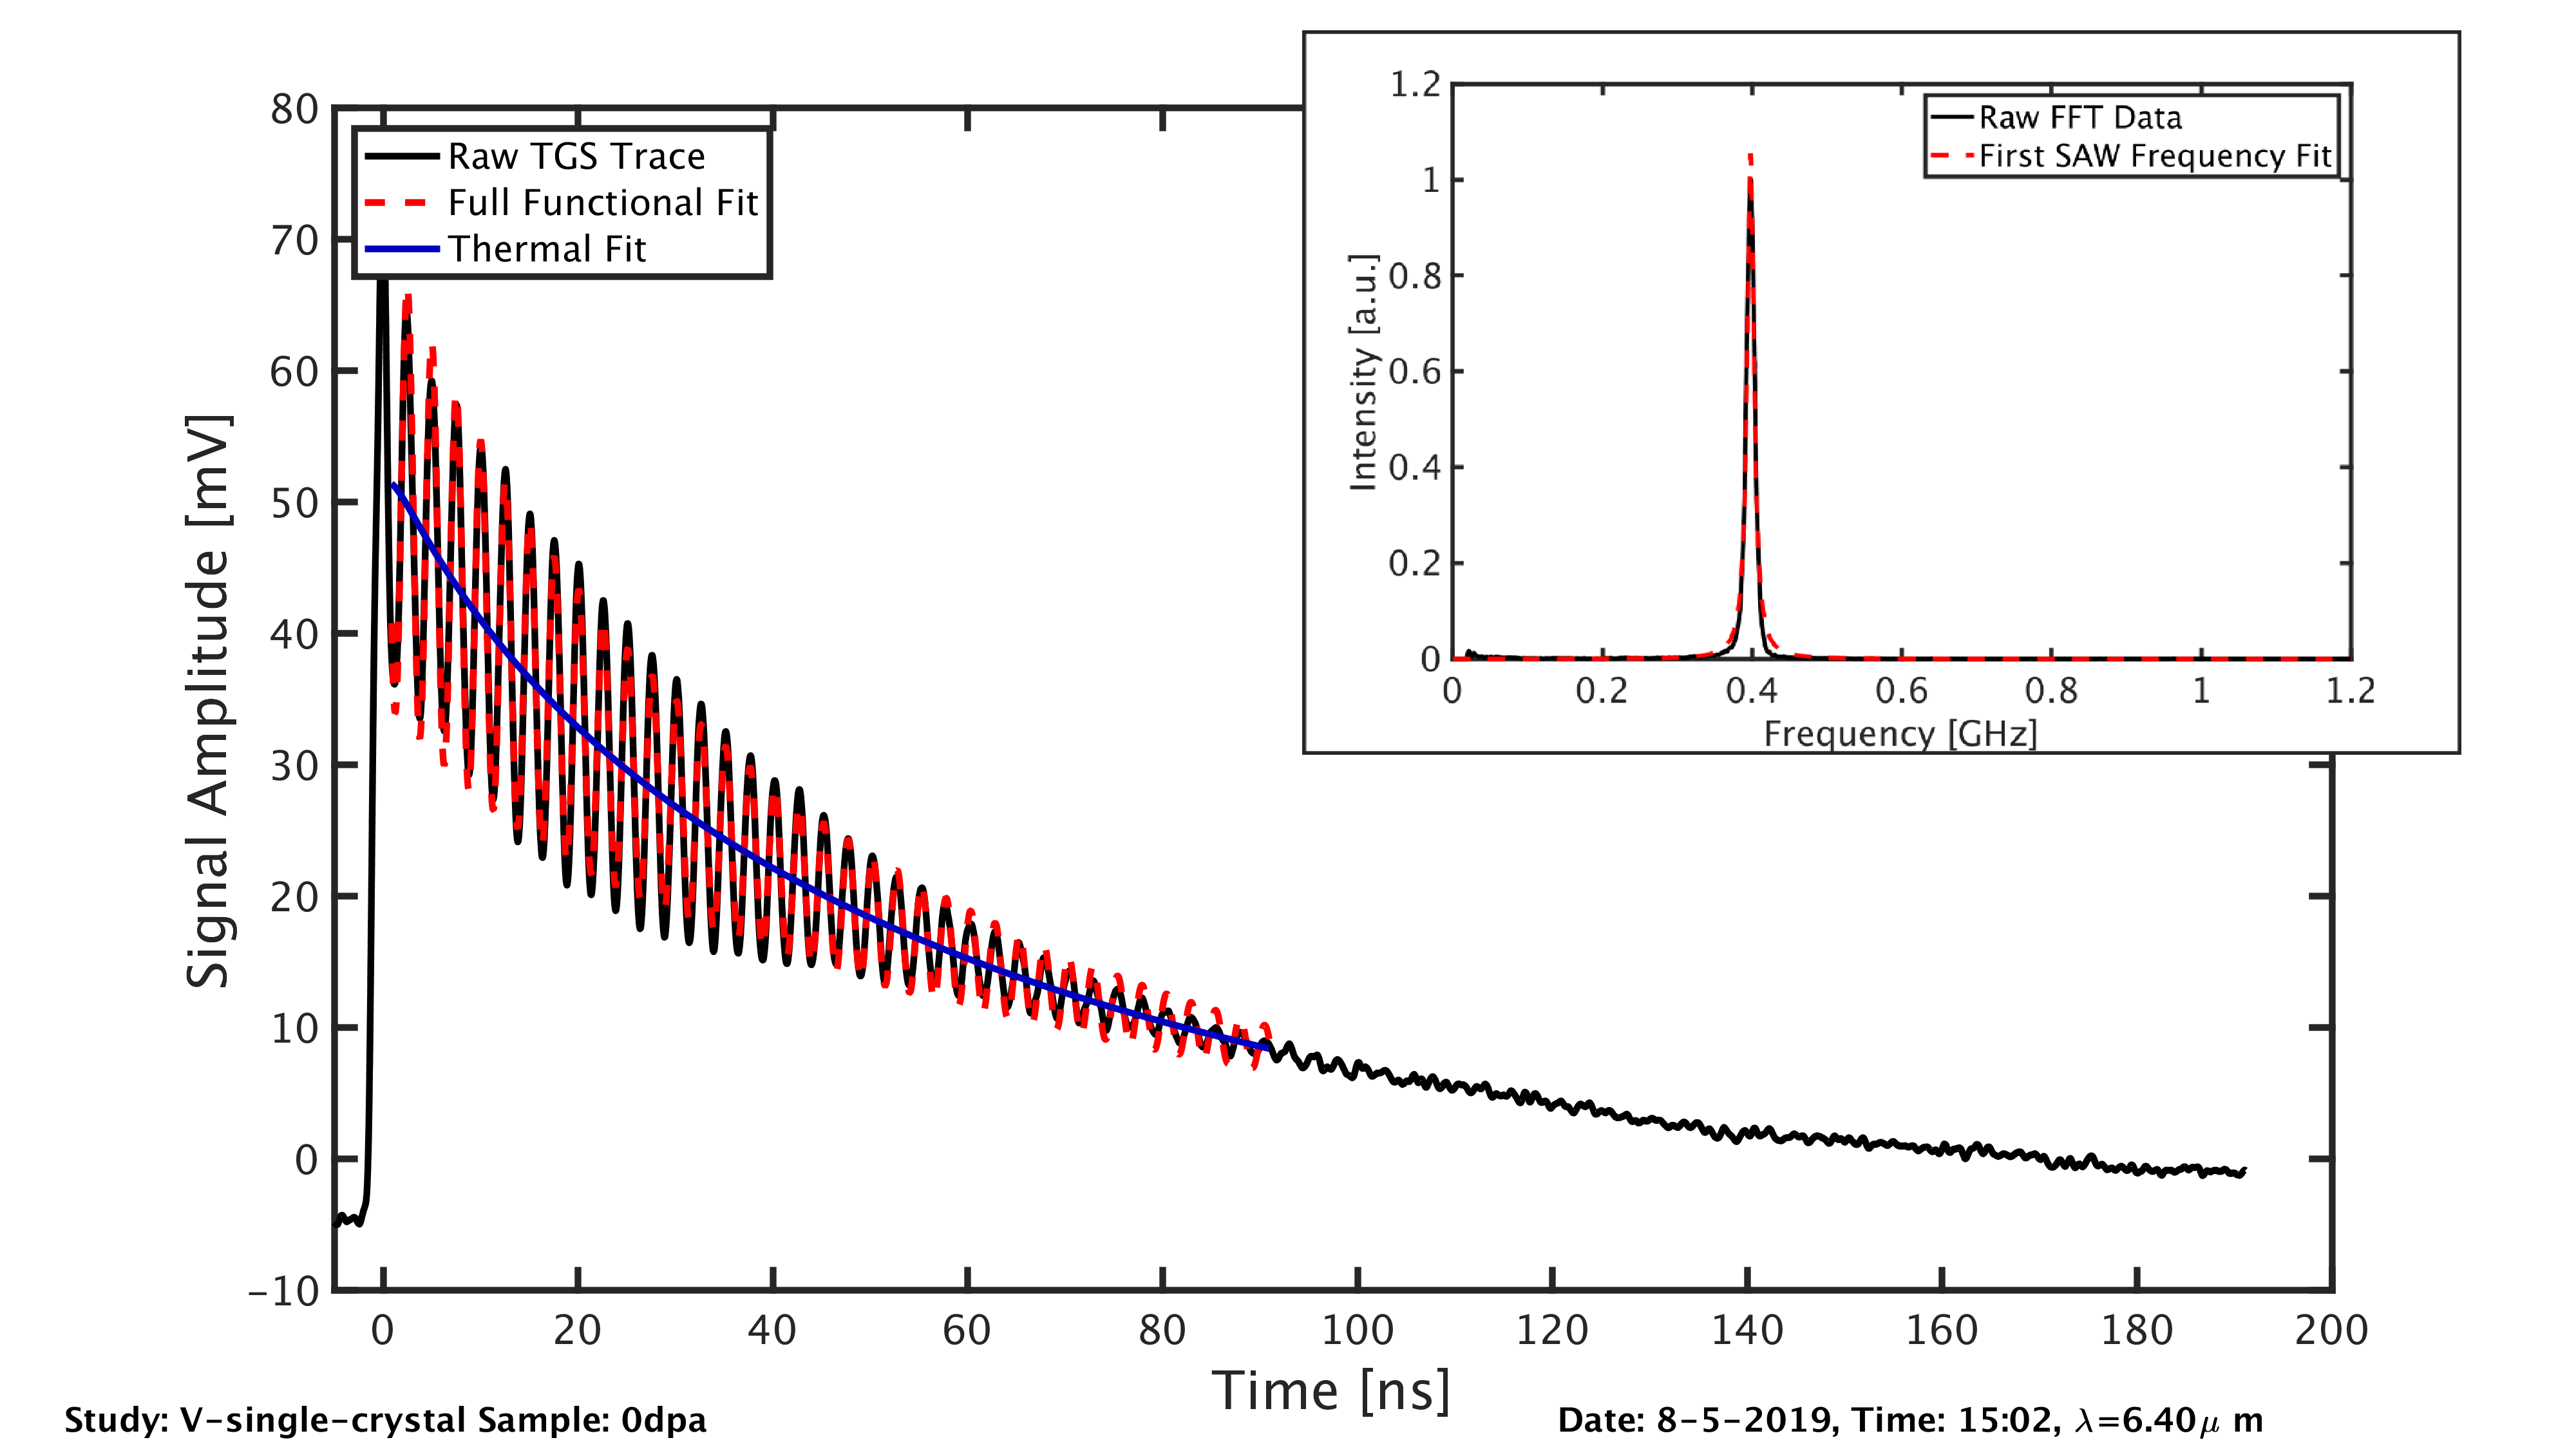 80
70
60
50
40
30
20
10
0
-10
Signal Amplitude [mV]
Raw TGS Trace
Full Functional Fit
Thermal Fit
1.2
1
0.8
0.6
0.4
0.2
0
Intensity [a.u.]
Raw FFT Data
First SAW Frequency Fit
0 0.2 0.4 0.6 0.8 1 1.2
Frequency [GHz]
0 20 40 60 80 100 120 140 160 180 200
Time [ns]
Study: V-single-crystal Sample: 0dpa
Date: 8-5-2019, Time: 15:02, λ=6.40μ m